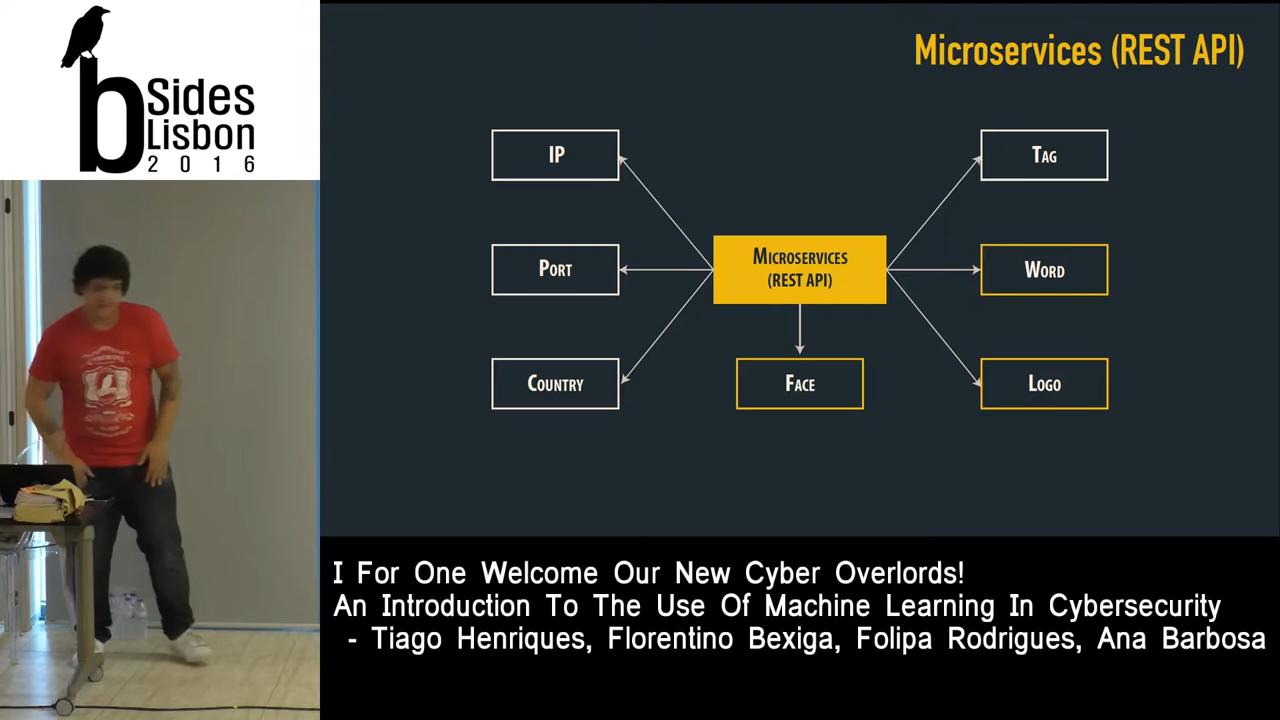 b
Sides
Lisbon
2016
Microservices (REST API)
IP
Tag
Microservices
(REST API)
Port
Word
Country
Face
Logo
I For One Welcome Our New Cyber Overlords!
An Introduction To The Use Of Machine Learning In Cybersecurity
- Tiago Henriques, Florentino Bexiga, Folipa Rodrigues, Ana Barbosa